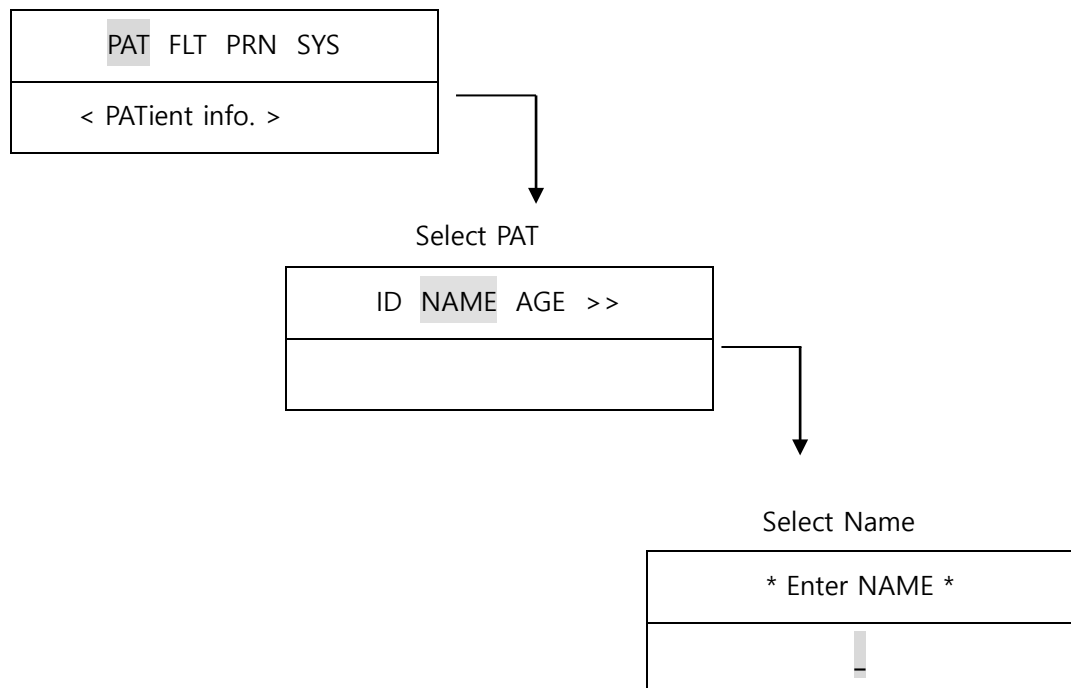 PAT FLT PRN SYS
< PATient info. >
Select PAT
ID NAME AGE >>
Select Name
* Enter NAME *
_